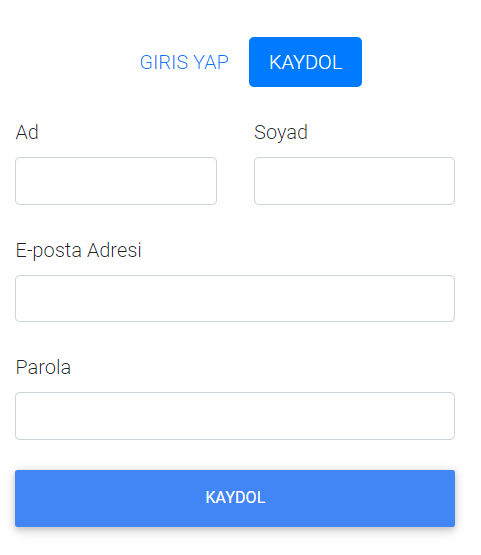 GIRIS YAP KAYDOL
Ad Soyad
E-posta Adresi
Parola
KAYDOL